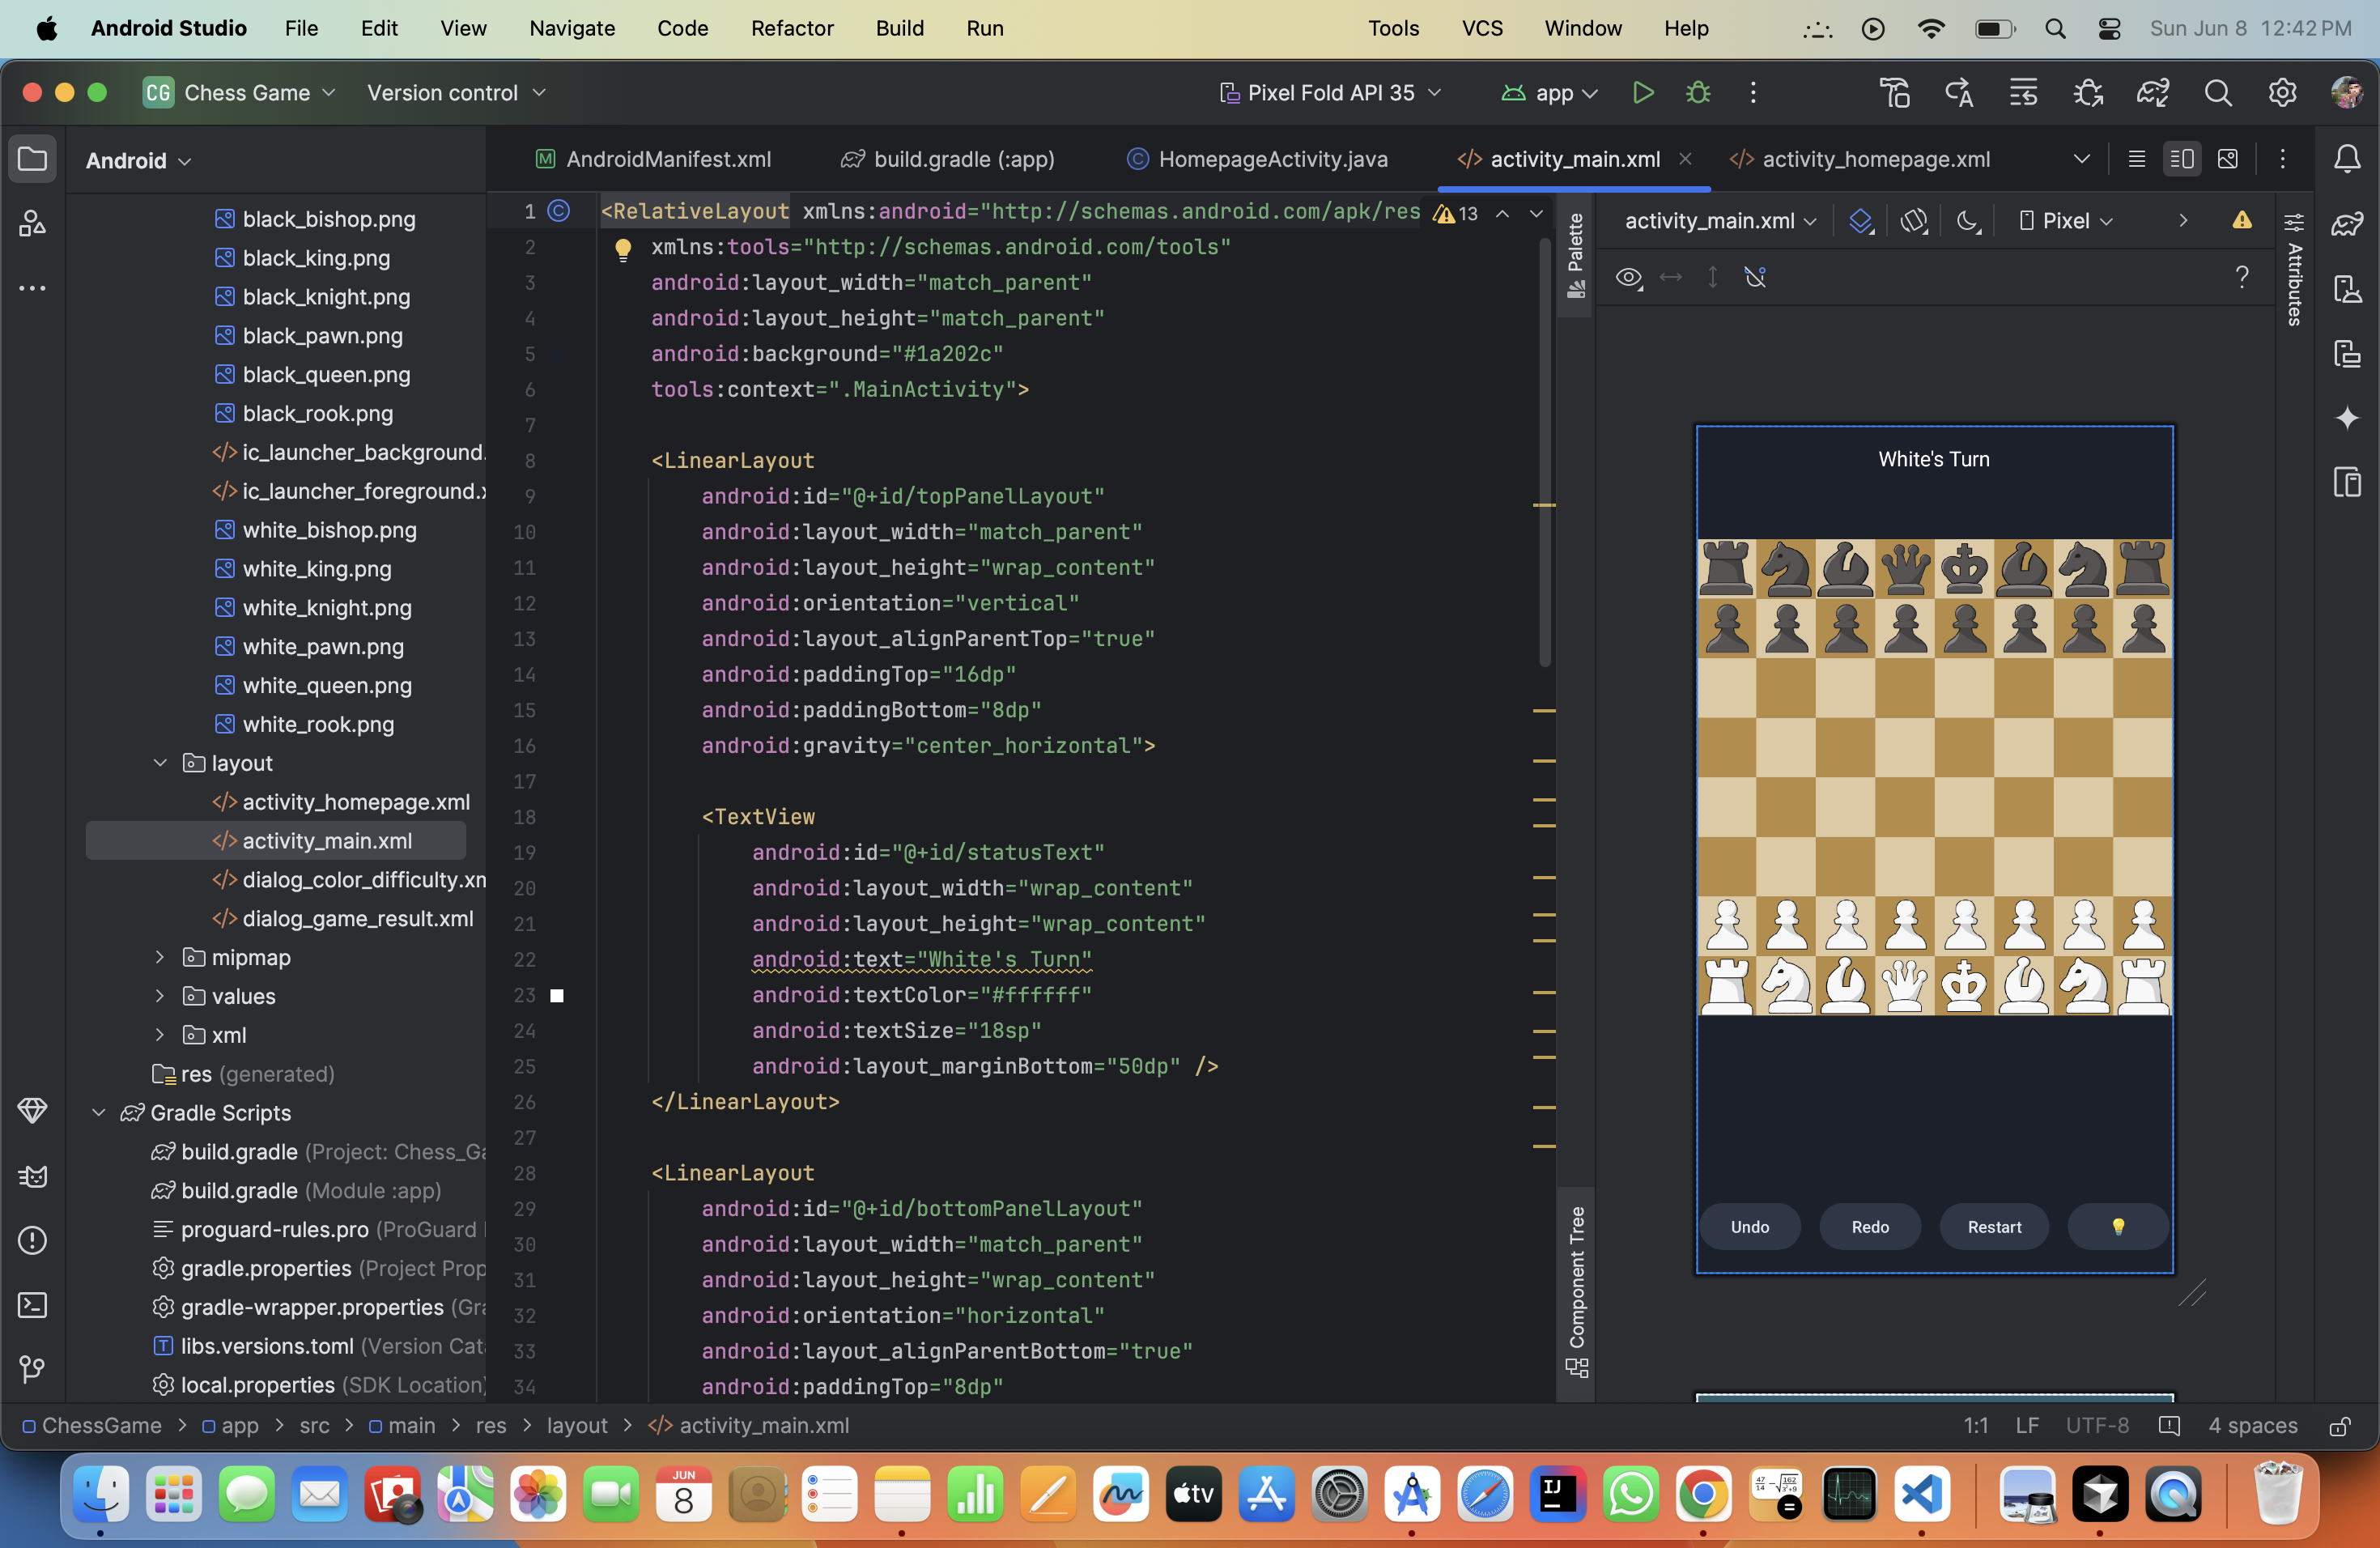 Android Studio File Edit View Navigate Code Refactor Build Run Tools VCS Window Help Sun Jun 8 12:42 PM
CG Chess Game Version control Pixel Fold API 35 app
Android
AndroidManifest.xml build.gradle (:app) HomepageActivity.java activity_main.xml activity_homepage.xml
black_bishop.png
black_king.png
black_knight.png
black_pawn.png
black_queen.png
black_rook.png
ic_launcher_background.
ic_launcher_foreground.x
white_bishop.png
white_king.png
white_knight.png
white_pawn.png
white_queen.png
white_rook.png
layout
activity_homepage.xml
activity_main.xml
dialog_color_difficulty.xm
dialog_game_result.xml
mipmap
values
xml
res (generated)
Gradle Scripts
build.gradle (Project: Chess_Ga
build.gradle (Module :app)
proguard-rules.pro (ProGuard
gradle.properties (Project Prop
gradle-wrapper.properties (Gra
libs.versions.toml (Version Cata
local.properties (SDK Location)
1 <RelativeLayout xmlns:android="http://schemas.android.com/apk/res
13
2 xmlns:tools="http://schemas.android.com/tools"
3 android:layout_width="match_parent"
4 android:layout_height="match_parent"
5 android:background="#1a202c"
6 tools:context=".MainActivity">
7
8 <LinearLayout
9 android:id="@+id/topPanelLayout"
10 android:layout_width="match_parent"
11 android:layout_height="wrap_content"
12 android:orientation="vertical"
13 android:layout_alignParentTop="true"
14 android:paddingTop="16dp"
15 android:paddingBottom="8dp"
16 android:gravity="center_horizontal">
17
18 <TextView
19 android:id="@+id/statusText"
20 android:layout_width="wrap_content"
21 android:layout_height="wrap_content"
22 android:text="White's Turn"
23 android:textColor="#ffffff"
24 android:textSize="18sp"
25 android:layout_marginBottom="50dp" />
26 </LinearLayout>
27
28 <LinearLayout
29 android:id="@+id/bottomPanelLayout"
30 android:layout_width="match_parent"
31 android:layout_height="wrap_content"
32 android:orientation="horizontal"
33 android:layout_alignParentBottom="true"
34 android:paddingTop="8dp"
Palette
Component Tree
activity_main.xml Pixel
?
Attributes
White's Turn
Undo Redo Restart
ChessGame > app > src > main > res > layout > activity_main.xml
1:1 LF UTF-8 4 spaces
JUN
8
tv
IJ